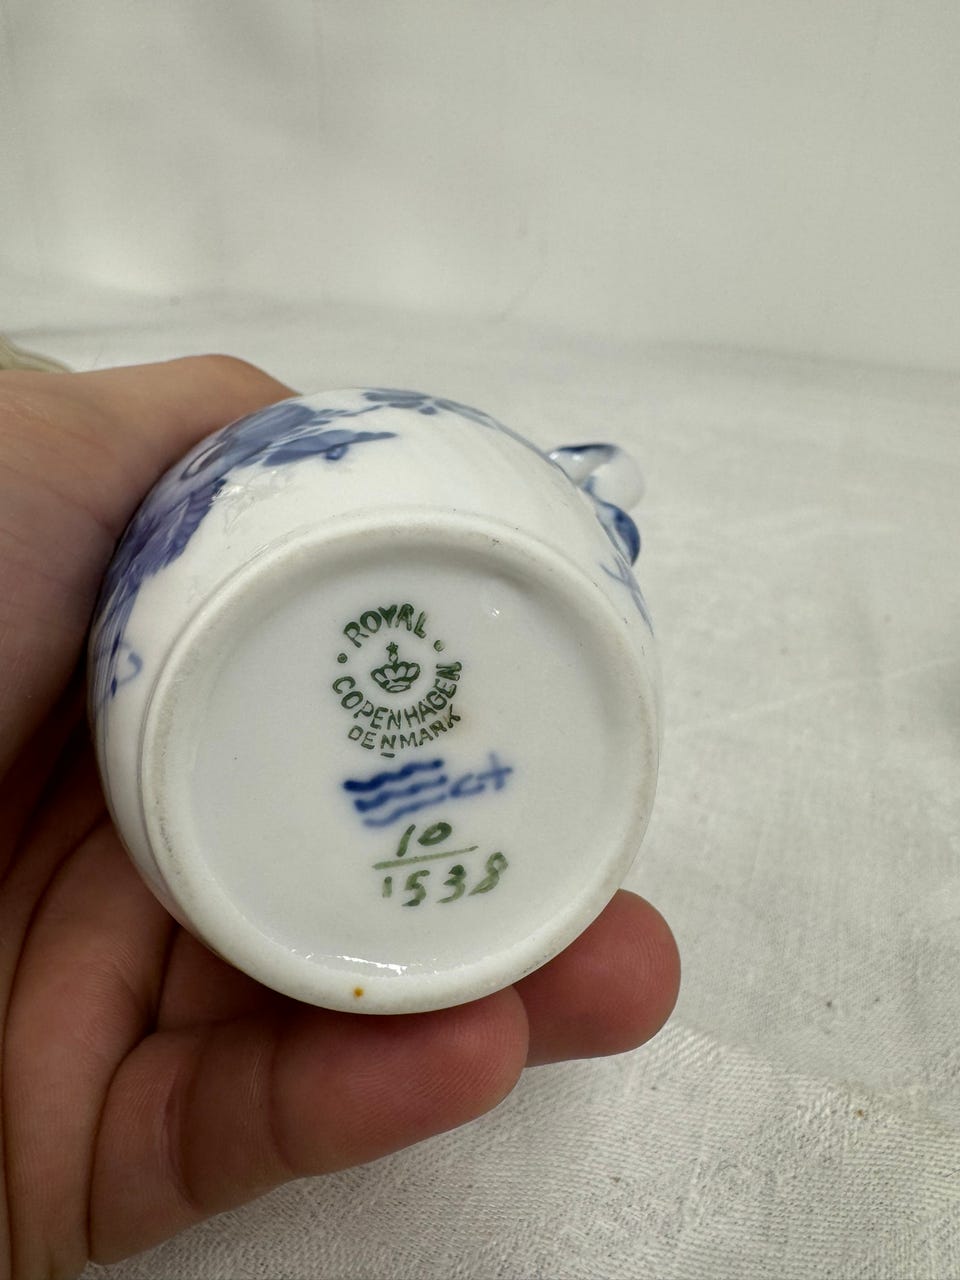 ROYAL
COPENHAGEN
DENMARK
10
1538